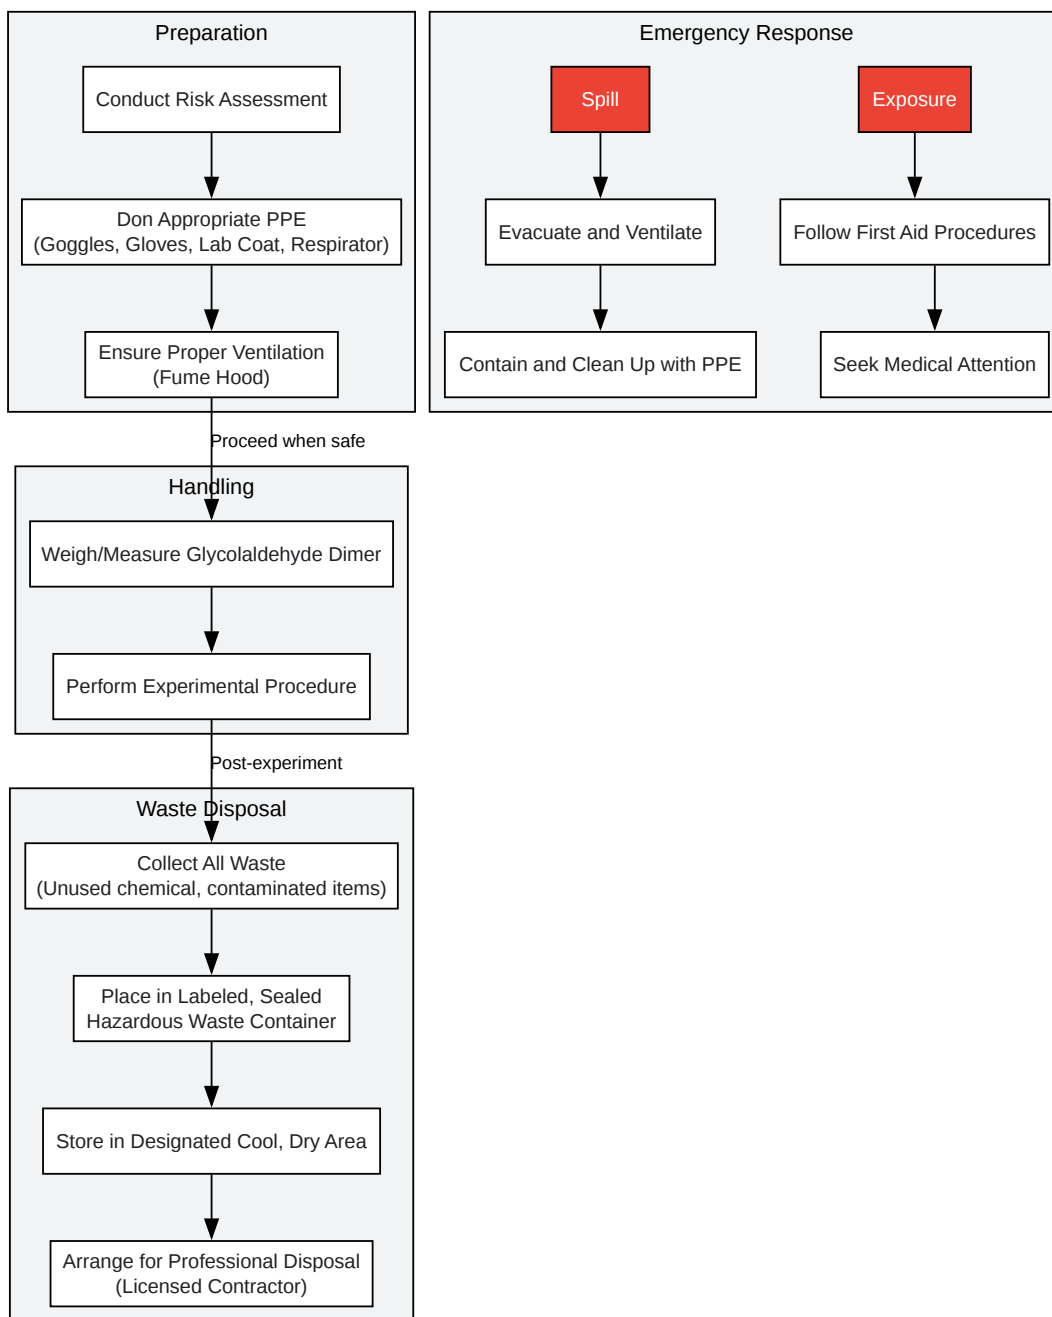 Preparation
Conduct Risk Assessment
Don Appropriate PPE
(Goggles, Gloves, Lab Coat, Respirator)
Ensure Proper Ventilation
(Fume Hood)
Proceed when safe
Handling
Weigh/Measure Glycolaldehyde Dimer
Perform Experimental Procedure
Post-experiment
Waste Disposal
Collect All Waste
(Unused chemical, contaminated items)
Place in Labeled, Sealed
Hazardous Waste Container
Store in Designated Cool, Dry Area
Arrange for Professional Disposal
(Licensed Contractor)
Emergency Response
Spill
Evacuate and Ventilate
Contain and Clean Up with PPE
Exposure
Follow First Aid Procedures
Seek Medical Attention